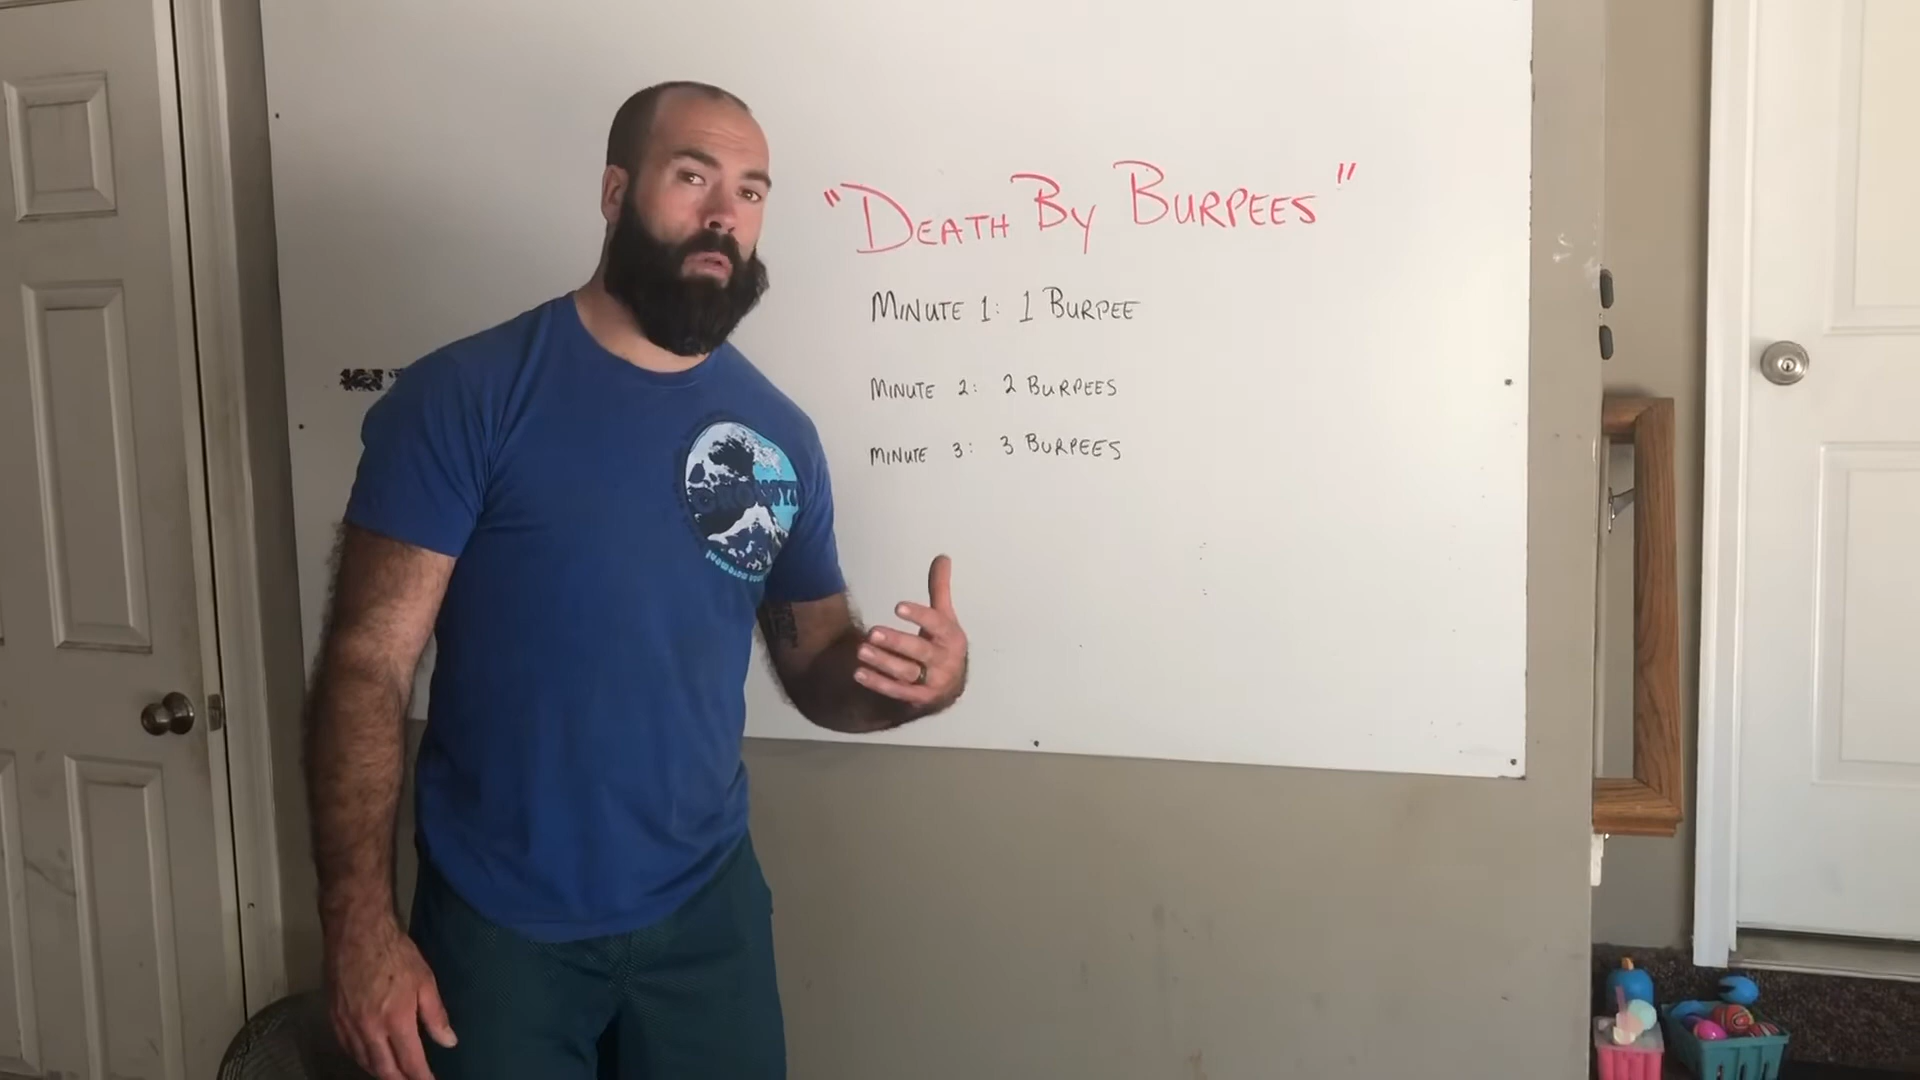 "DEATH BY BURPEES"
MINUTE 1: 1 BURPEE
MINUTE 2: 2 BURPEES
MINUTE 3: 3 BURPEES